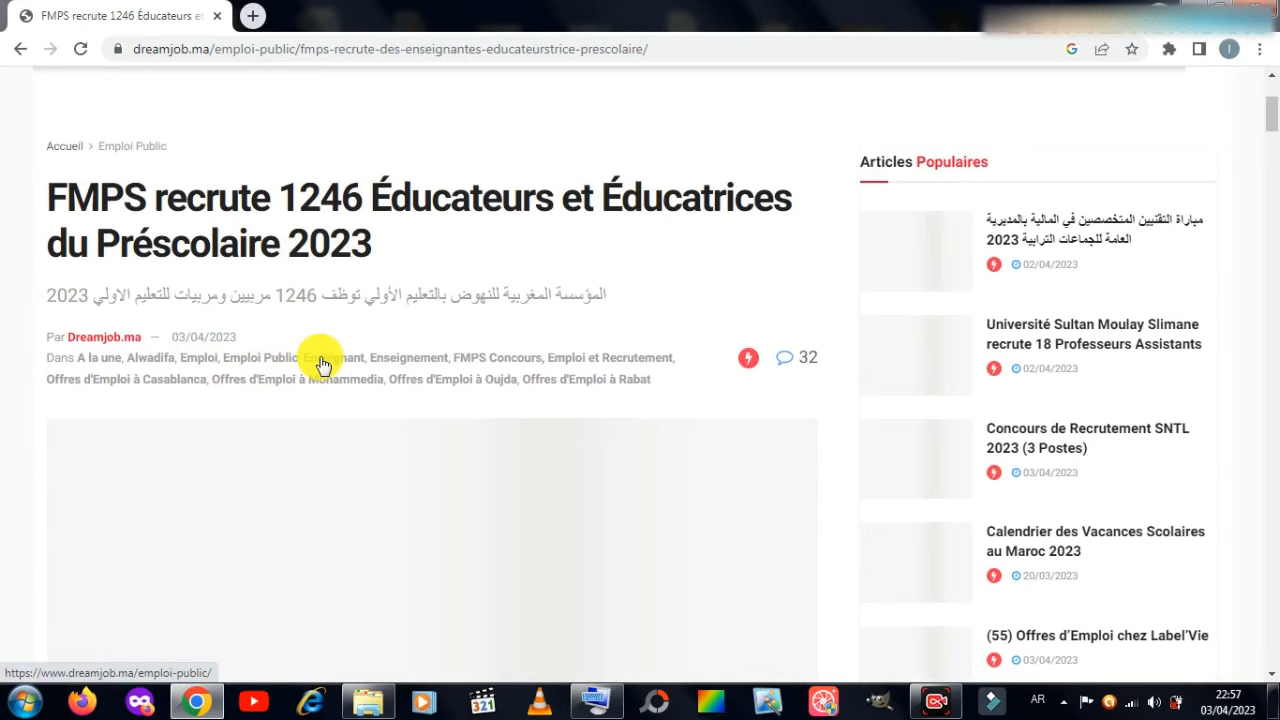 FMPS recrute 1246 Éducateurs et
dreamjob.ma/emploi-public/fmps-recrute-des-enseignantes-educateurstrice-prescolaire/
Accueil > Emploi Public
FMPS recrute 1246 Éducateurs et Éducatrices
du Préscolaire 2023
المؤسسة المغربية للنهوض بالتعليم الأولي توظف 1246 مربيين ومربيات للتعليم الاولي 2023
Par Dreamjob.ma — 03/04/2023
Dans A la une, Alwadifa, Emploi, Emploi Public, Enseignant, Enseignement, FMPS Concours, Emploi et Recrutement,
Offres d'Emploi à Casablanca, Offres d'Emploi à Mohammedia, Offres d'Emploi à Oujda, Offres d'Emploi à Rabat
32
Articles Populaires
مباراة التقنيين المتخصصين في المالية بالمديرية
العامة للجماعات الترابية 2023
02/04/2023
Université Sultan Moulay Slimane
recrute 18 Professeurs Assistants
02/04/2023
Concours de Recrutement SNTL
2023 (3 Postes)
03/04/2023
Calendrier des Vacances Scolaires
au Maroc 2023
20/03/2023
(55) Offres d'Emploi chez Label'Vie
03/04/2023
https://www.dreamjob.ma/emploi-public/
321
AR
22:57
03/04/2023